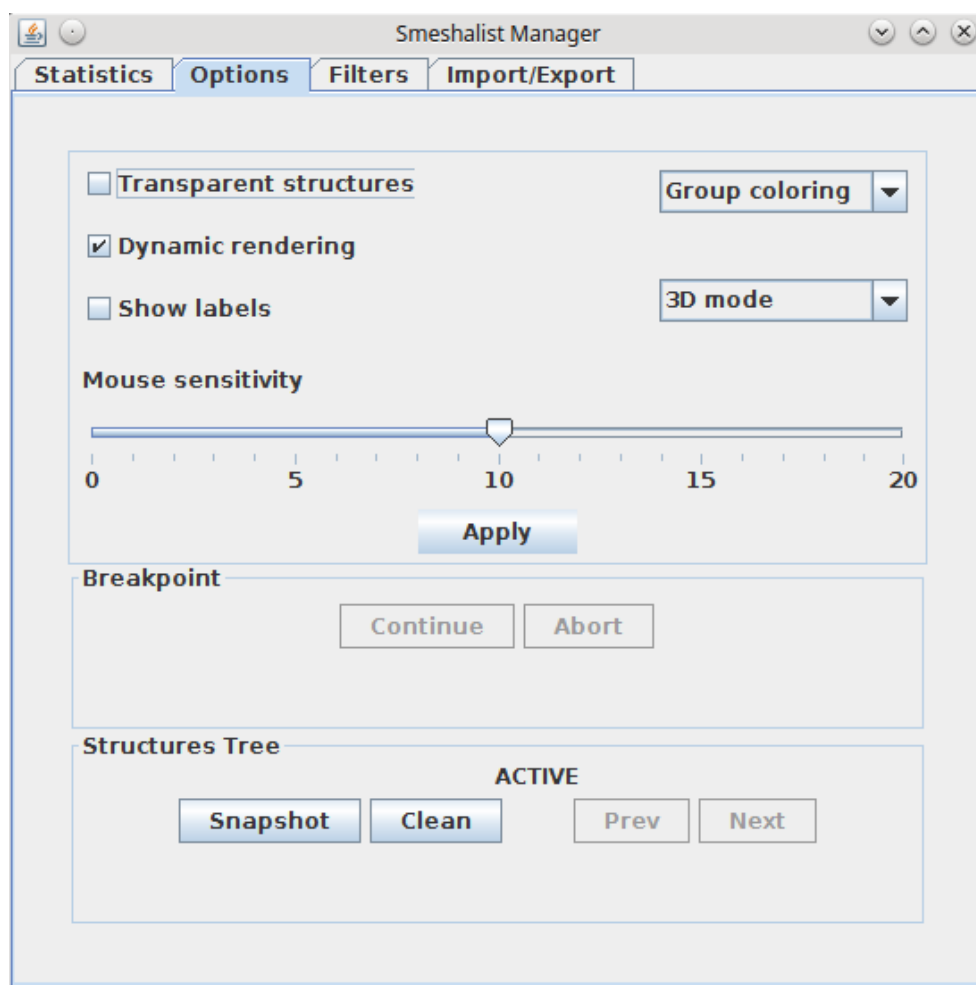 Smeshalist Manager
Statistics Options Filters Import/Export
Transparent structures Group coloring
Dynamic rendering
Show labels 3D mode
Mouse sensitivity
0 5 10 15 20
Apply
Breakpoint
Continue Abort
Structures Tree
ACTIVE
Snapshot Clean Prev Next